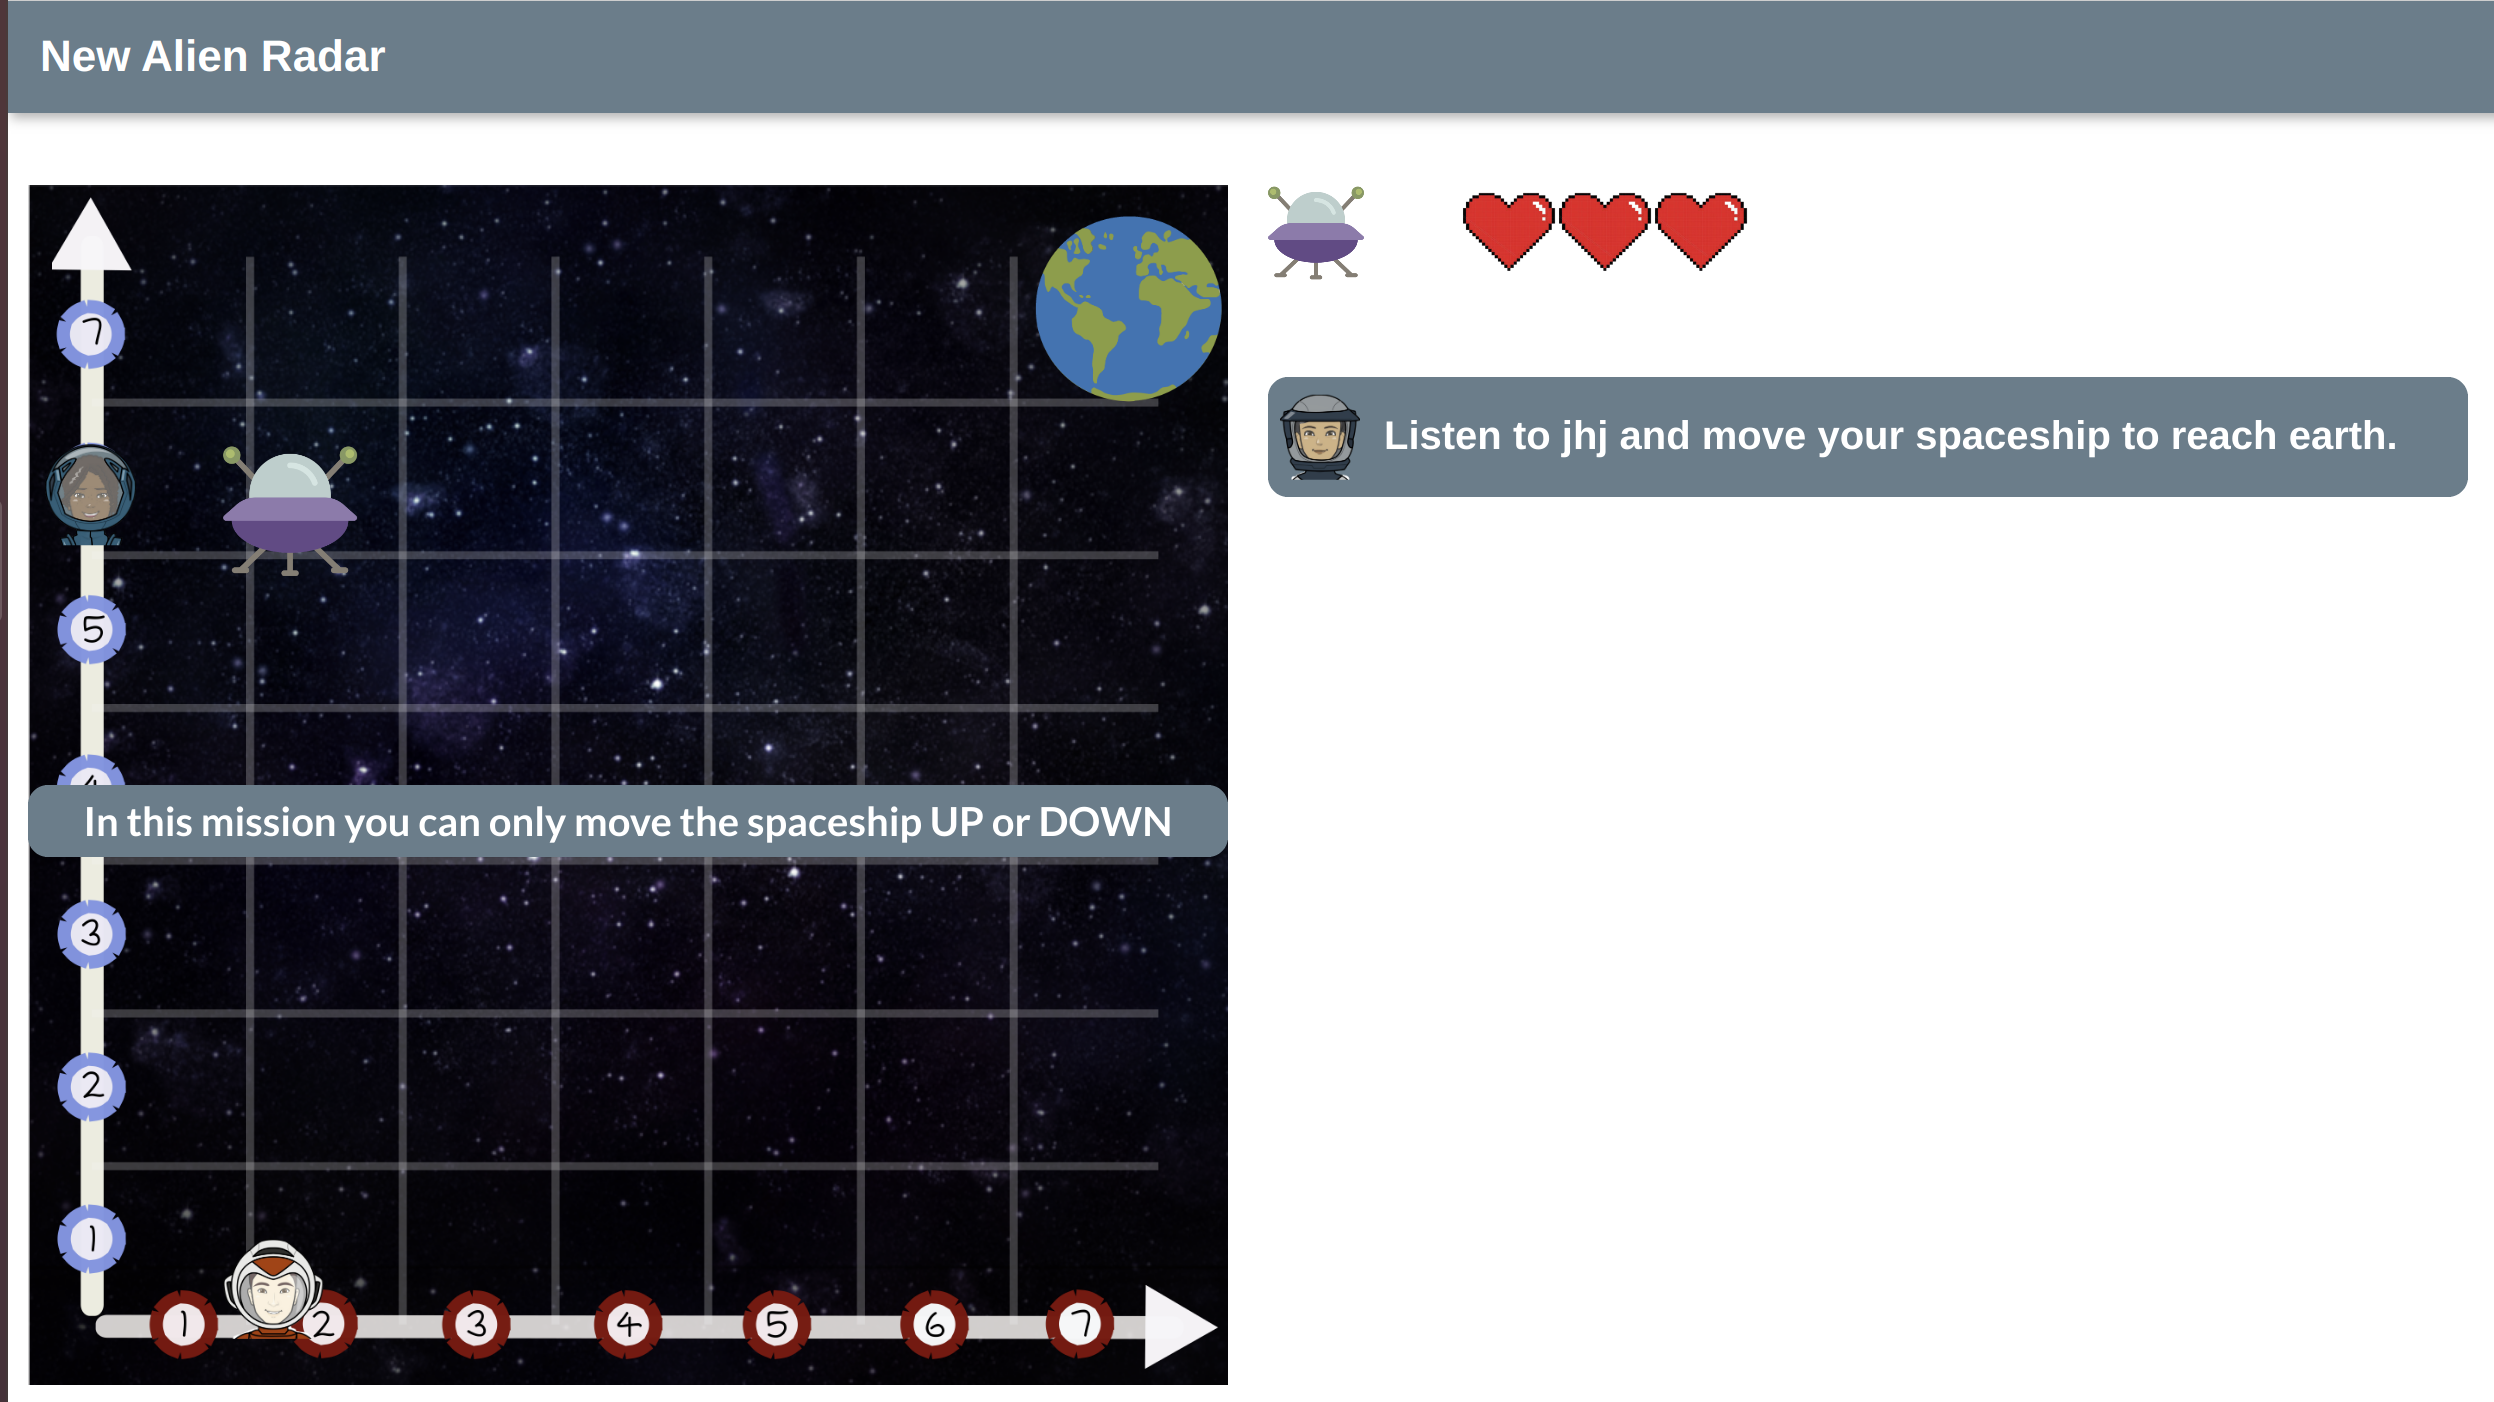 New Alien Radar
7
Listen to jhj and move your spaceship to reach earth.
5
4
In this mission you can only move the spaceship UP or DOWN
3
2
1
1 2 3 4 5 6 7